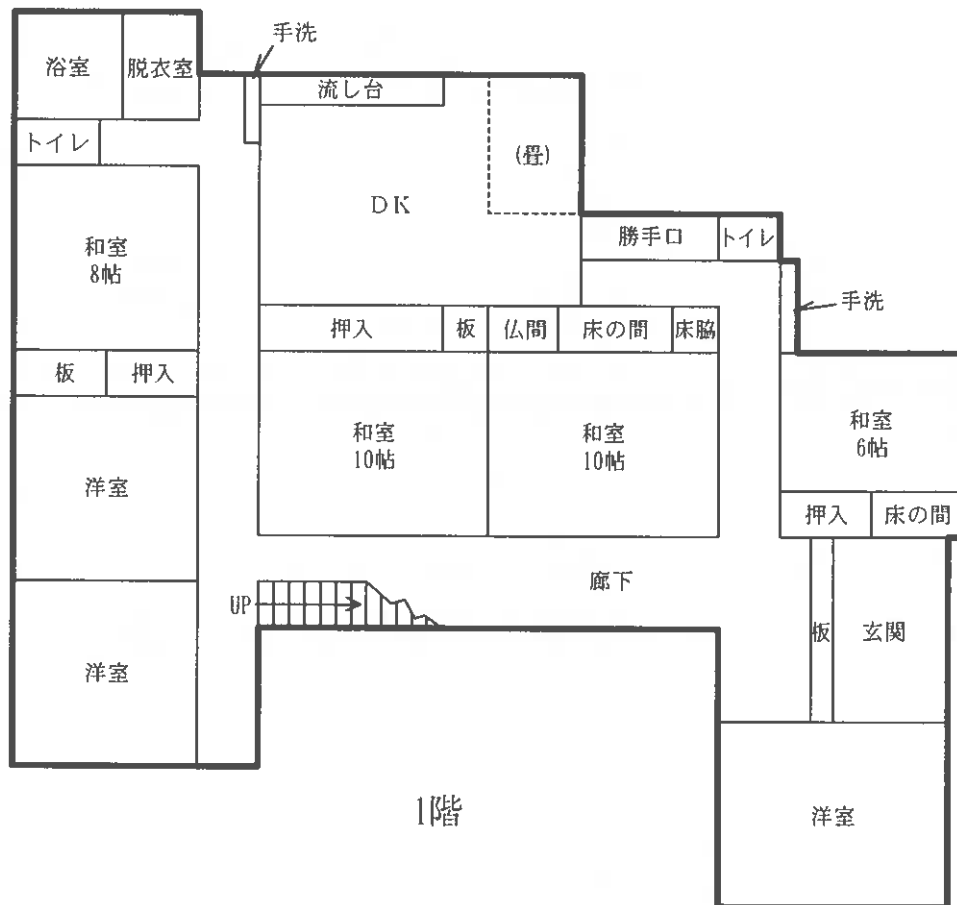 手洗
浴室
脱衣室
流し台
トイレ
(畳)
DK
和室
8帖
勝手口
トイレ
手洗
押入
板
仏間
床の間
床脇
板
押入
和室
10帖
和室
10帖
和室
6帖
洋室
押入
床の間
廊下
UP
板
玄関
洋室
1階
洋室